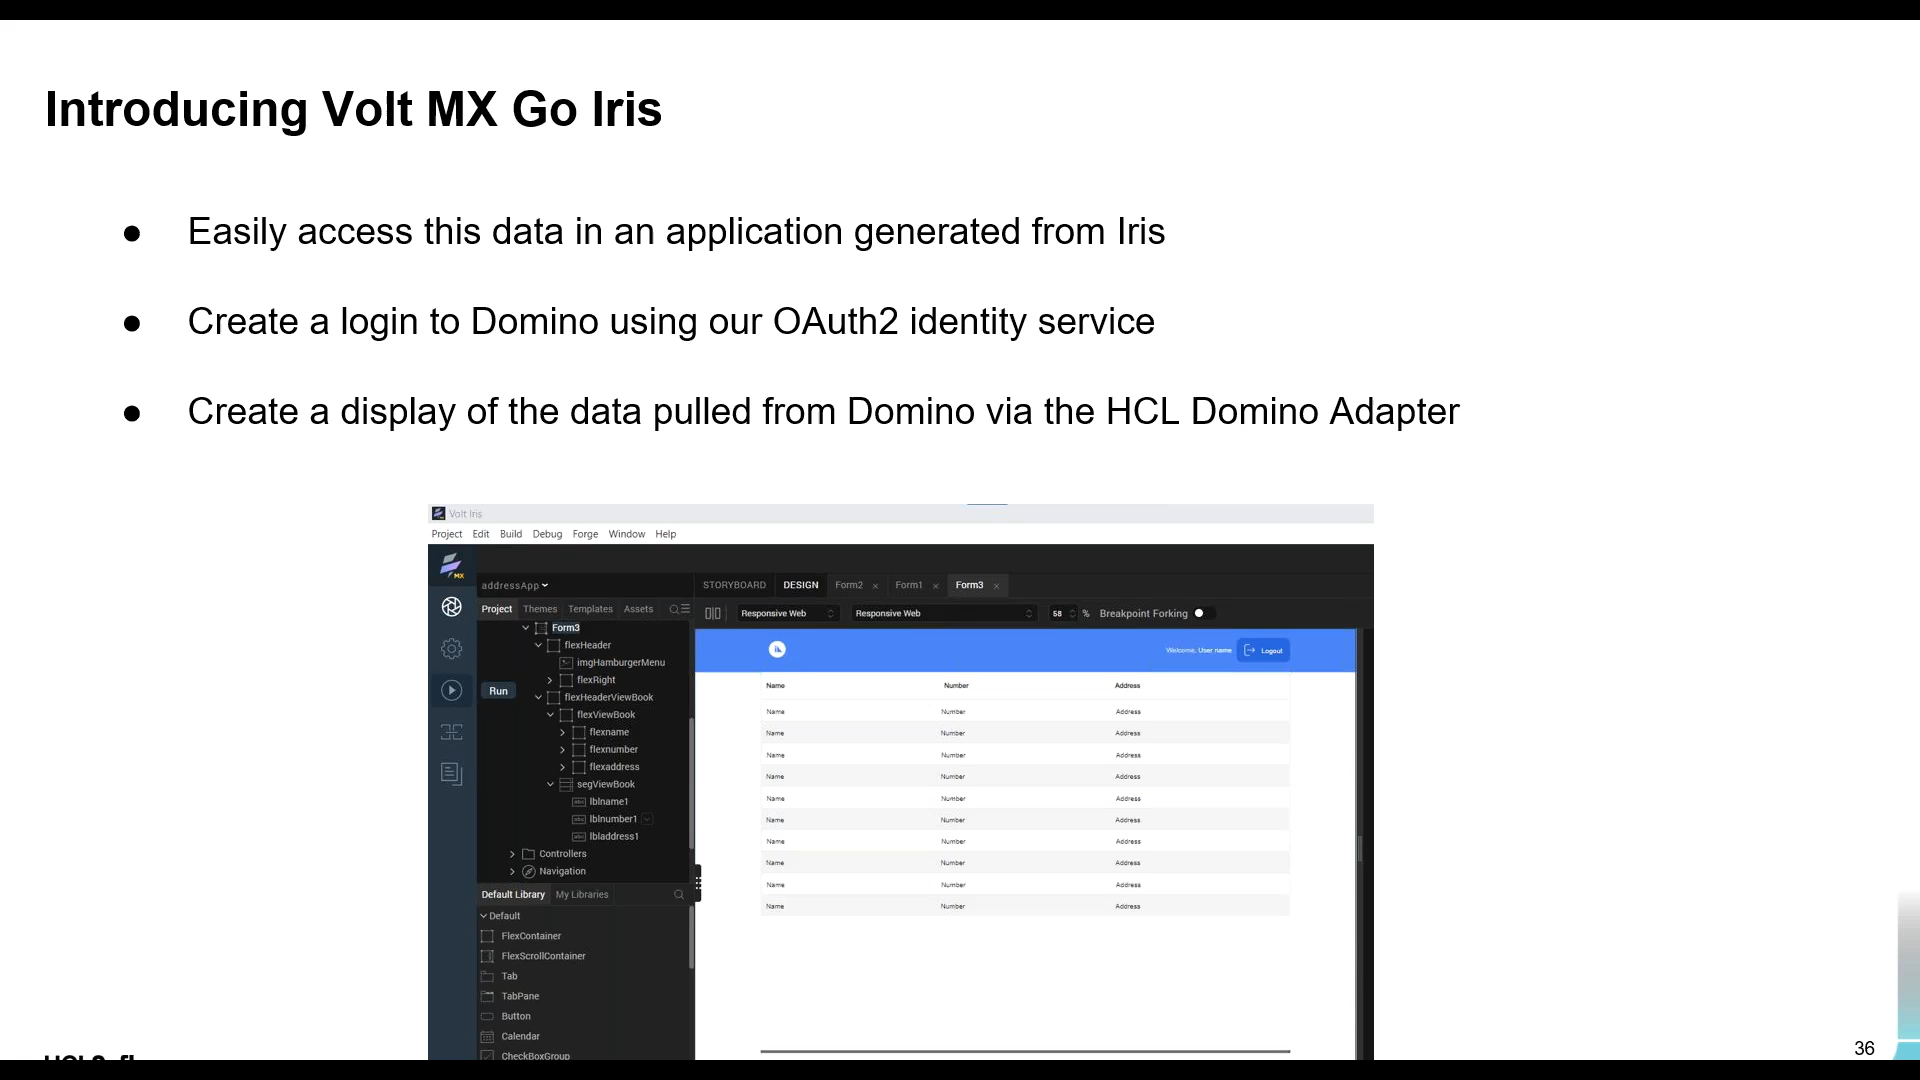 Introducing Volt MX Go Iris
● Easily access this data in an application generated from Iris
● Create a login to Domino using our OAuth2 identity service
● Create a display of the data pulled from Domino via the HCL Domino Adapter
Volt Iris
Project Edit Build Debug Forge Window Help
MX
addressApp
STORYBOARD DESIGN Form2 × Form1 × Form3 ×
Project Themes Templates Assets
Responsive Web Responsive Web 58 % Breakpoint Forking
Form3
flexHeader
imgHamburgerMenu
flexRight
Run
flexHeaderViewBook
flexViewBook
flexname
flexnumber
flexaddress
segViewBook
lblname1
lblnumber1
lbladdress1
Controllers
Navigation
Default Library My Libraries
Default
FlexContainer
FlexScrollContainer
Tab
TabPane
Button
Calendar
CheckBoxGroup
Welcome, User name Logout
Name Number Address
Name Number Address
Name Number Address
Name Number Address
Name Number Address
Name Number Address
Name Number Address
Name Number Address
Name Number Address
Name Number Address
Name Number Address
36